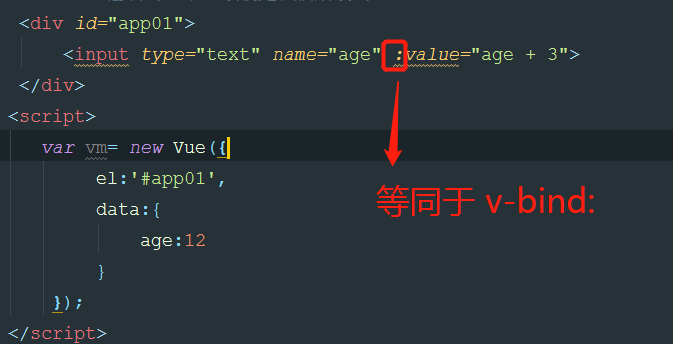 <div id="app01">
<input type="text" name="age" :value="age + 3">
</div>
<script>
var vm= new Vue({
el:'#app01',
data:{
age:12
}
});
</script>
等同于 v-bind: